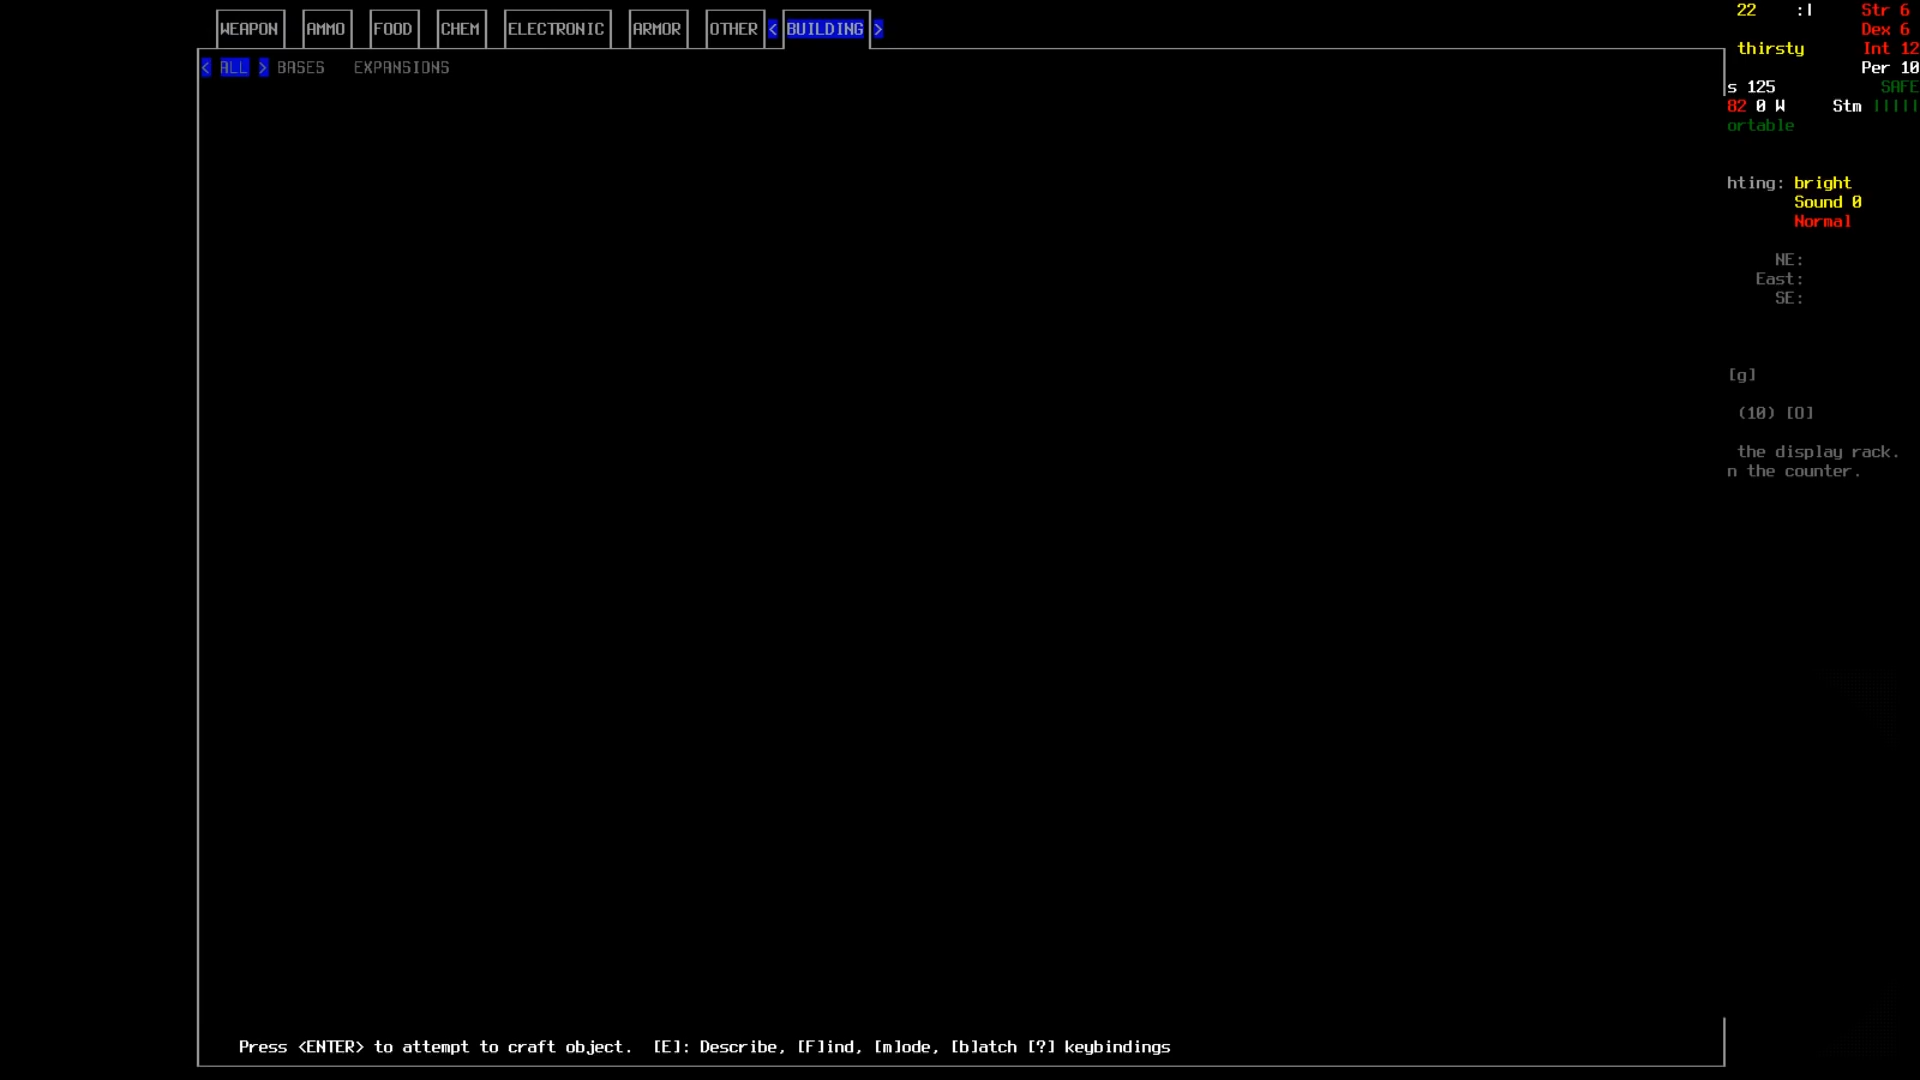 WEAPON AMMO FOOD CHEM ELECTRONIC ARMOR OTHER < BUILDING >
< ALL > BASES EXPANSIONS
22 :| Str 6
Dex 6
thirsty Int 12
Per 10
s 125 SAFE
82 0 W Stm |||||
ortable
hting: bright
Sound 0
Normal
NE:
East:
SE:
[g]
(10) [O]
the display rack.
n the counter.
Press <ENTER> to attempt to craft object. [E]: Describe, [F]ind, [m]ode, [b]atch [?] keybindings